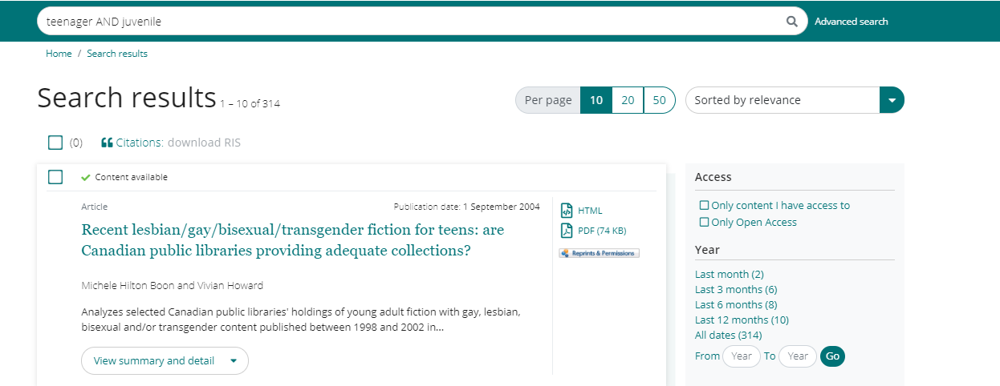 teenager AND juvenile
Advanced search
Home / Search results
Search results 1 – 10 of 314
Per page 10 20 50
Sorted by relevance
(0) Citations: download RIS
Content available
Article
Publication date: 1 September 2004
Recent lesbian/gay/bisexual/transgender fiction for teens: are
Canadian public libraries providing adequate collections?
Michele Hilton Boon and Vivian Howard
Analyzes selected Canadian public libraries' holdings of young adult fiction with gay, lesbian,
bisexual and/or transgender content published between 1998 and 2002 in…
View summary and detail
HTML
PDF (74 KB)
Reprints & Permissions
Access
Only content I have access to
Only Open Access
Year
Last month (2)
Last 3 months (6)
Last 6 months (8)
Last 12 months (10)
All dates (314)
From Year To Year Go